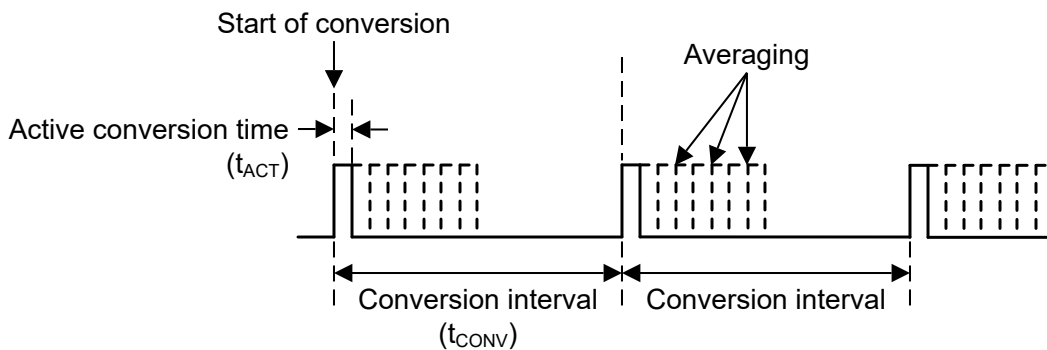 Start of conversion
Averaging
Active conversion time
(tACT)
Conversion interval
(tCONV)
Conversion interval